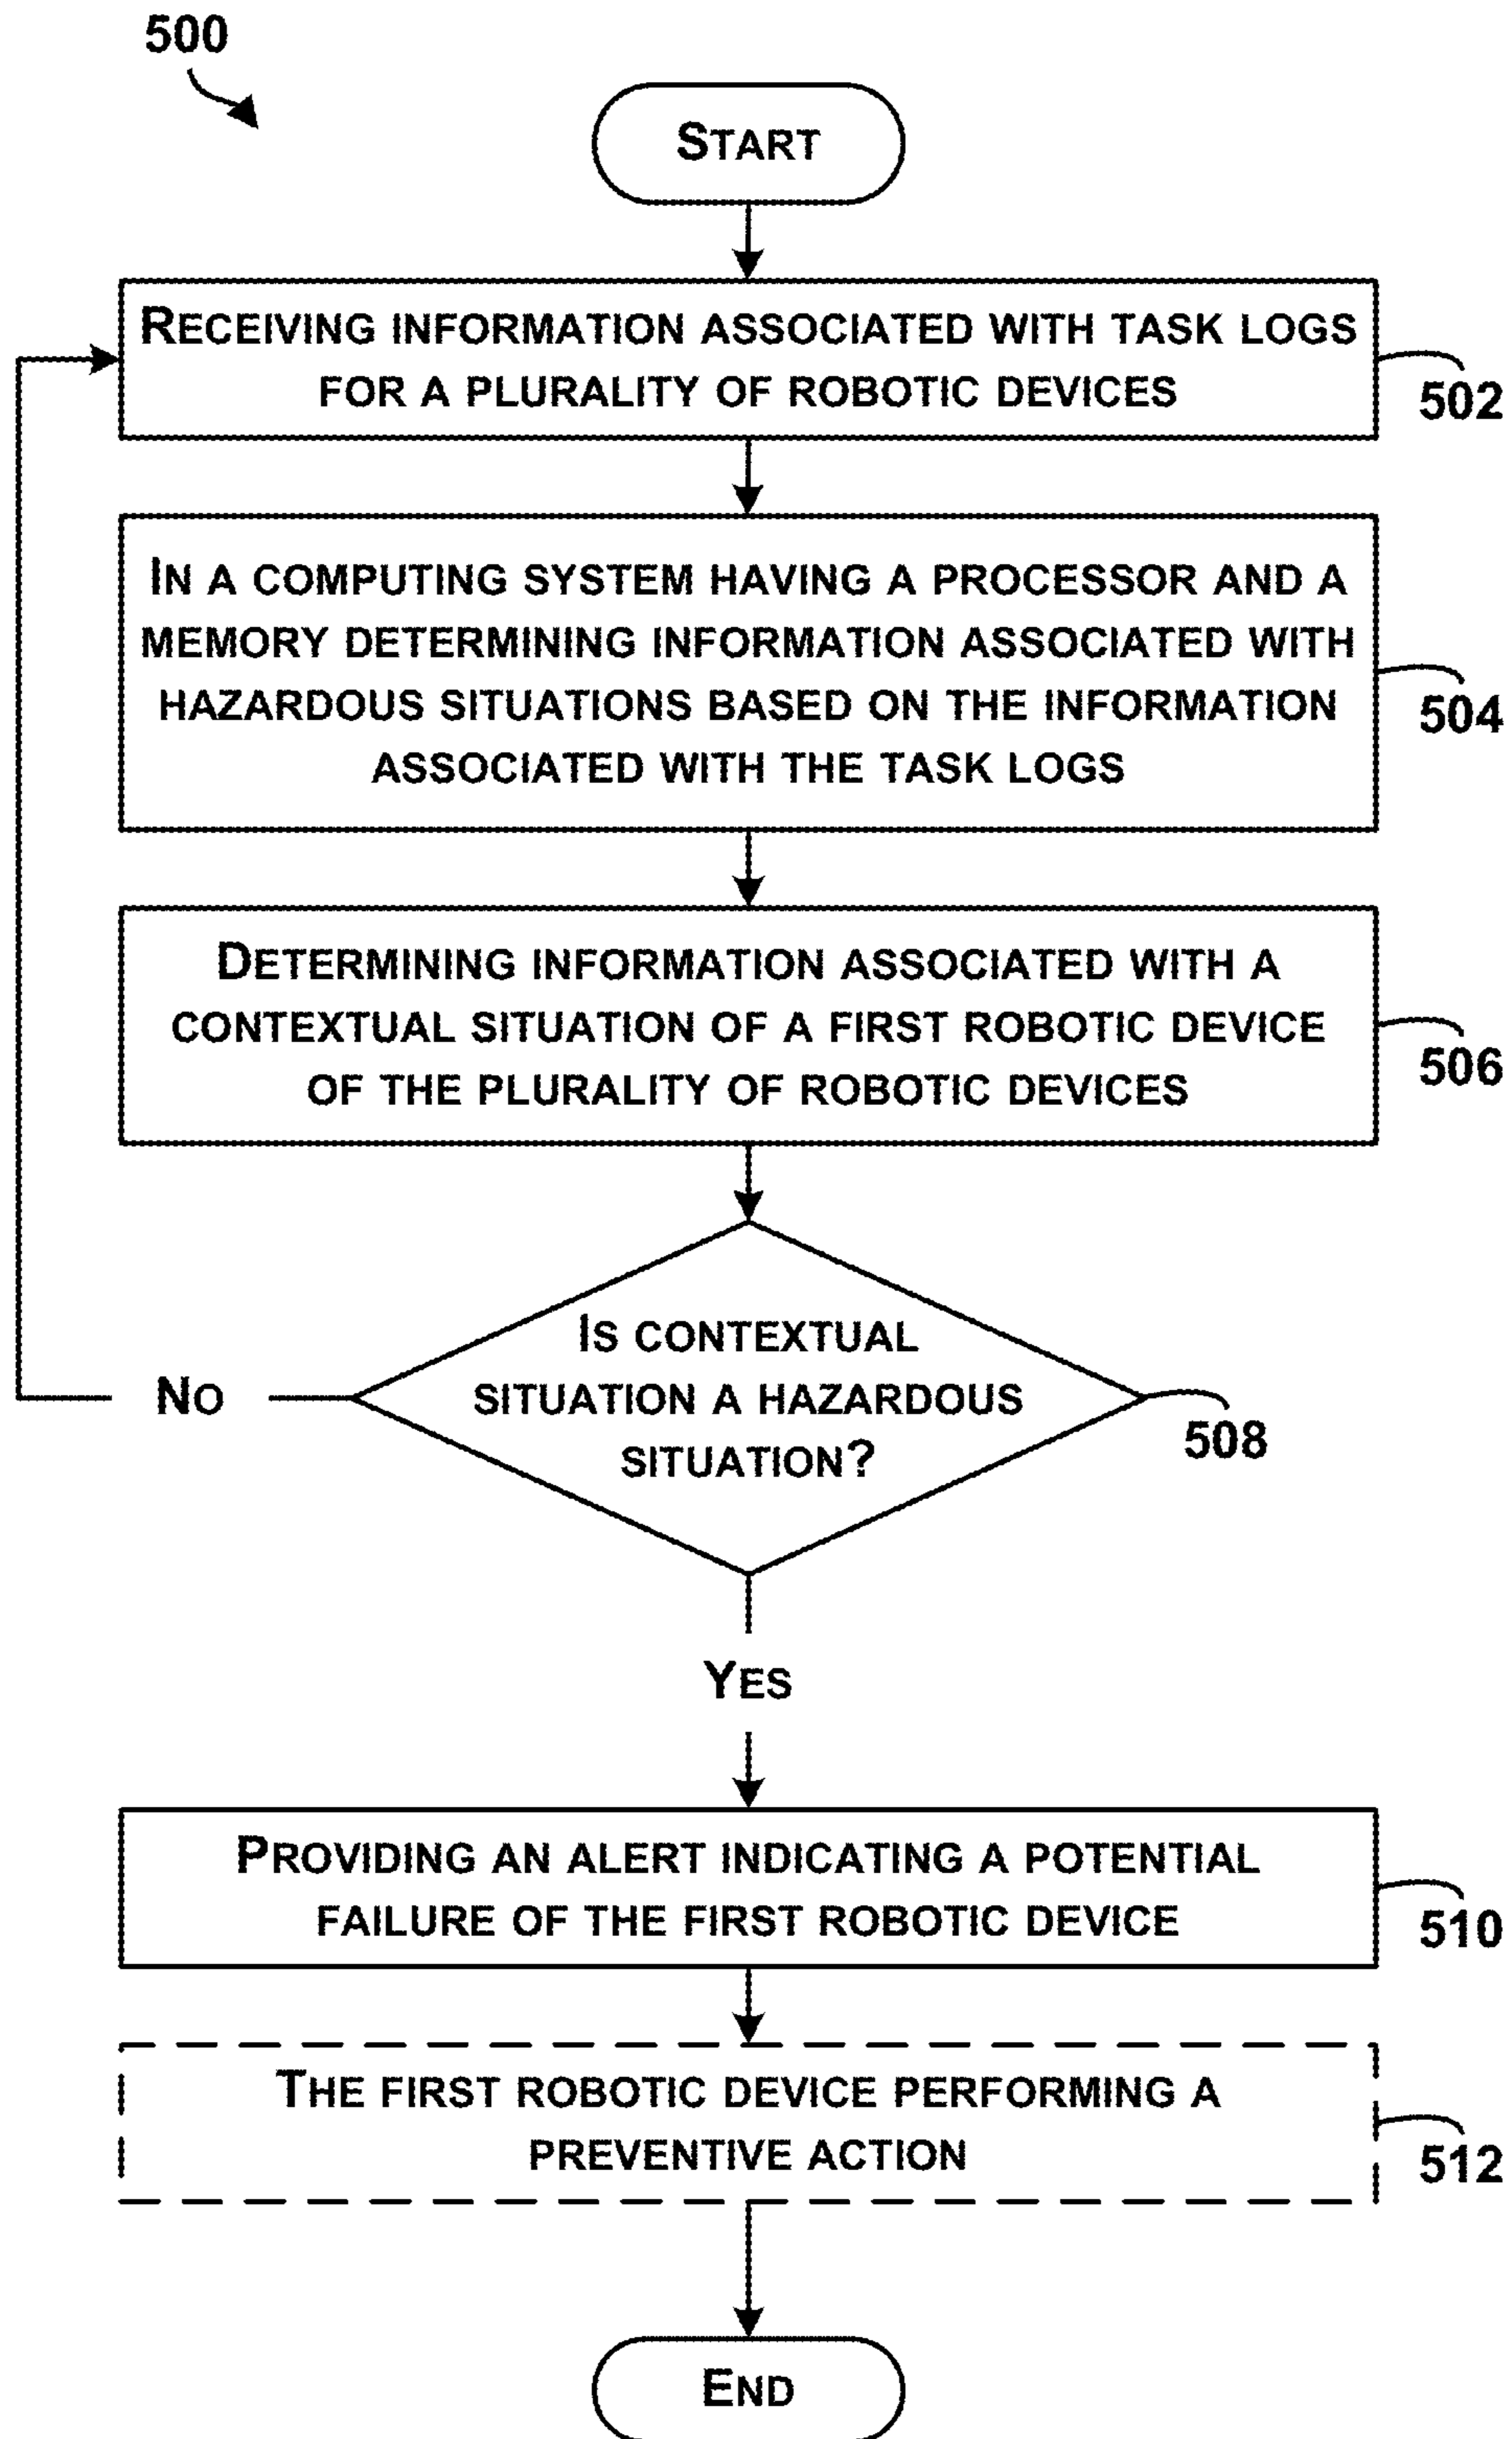 500
START
RECEIVING INFORMATION ASSOCIATED WITH TASK LOGS
FOR A PLURALITY OF ROBOTIC DEVICES
502
IN A COMPUTING SYSTEM HAVING A PROCESSOR AND A
MEMORY DETERMINING INFORMATION ASSOCIATED WITH
HAZARDOUS SITUATIONS BASED ON THE INFORMATION
ASSOCIATED WITH THE TASK LOGS
504
DETERMINING INFORMATION ASSOCIATED WITH A
CONTEXTUAL SITUATION OF A FIRST ROBOTIC DEVICE
OF THE PLURALITY OF ROBOTIC DEVICES
506
IS CONTEXTUAL
SITUATION A HAZARDOUS
SITUATION?
508
NO
YES
PROVIDING AN ALERT INDICATING A POTENTIAL
FAILURE OF THE FIRST ROBOTIC DEVICE
510
THE FIRST ROBOTIC DEVICE PERFORMING A
PREVENTIVE ACTION
512
END